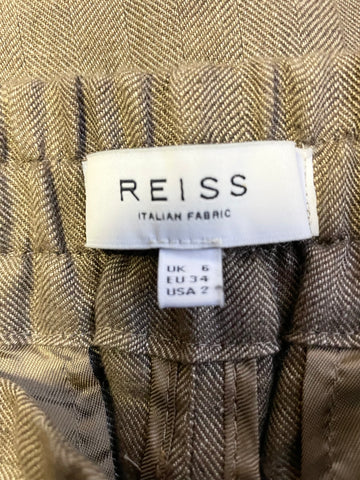 REISS
ITALIAN FABRIC
UK 6
EU 34
USA 2